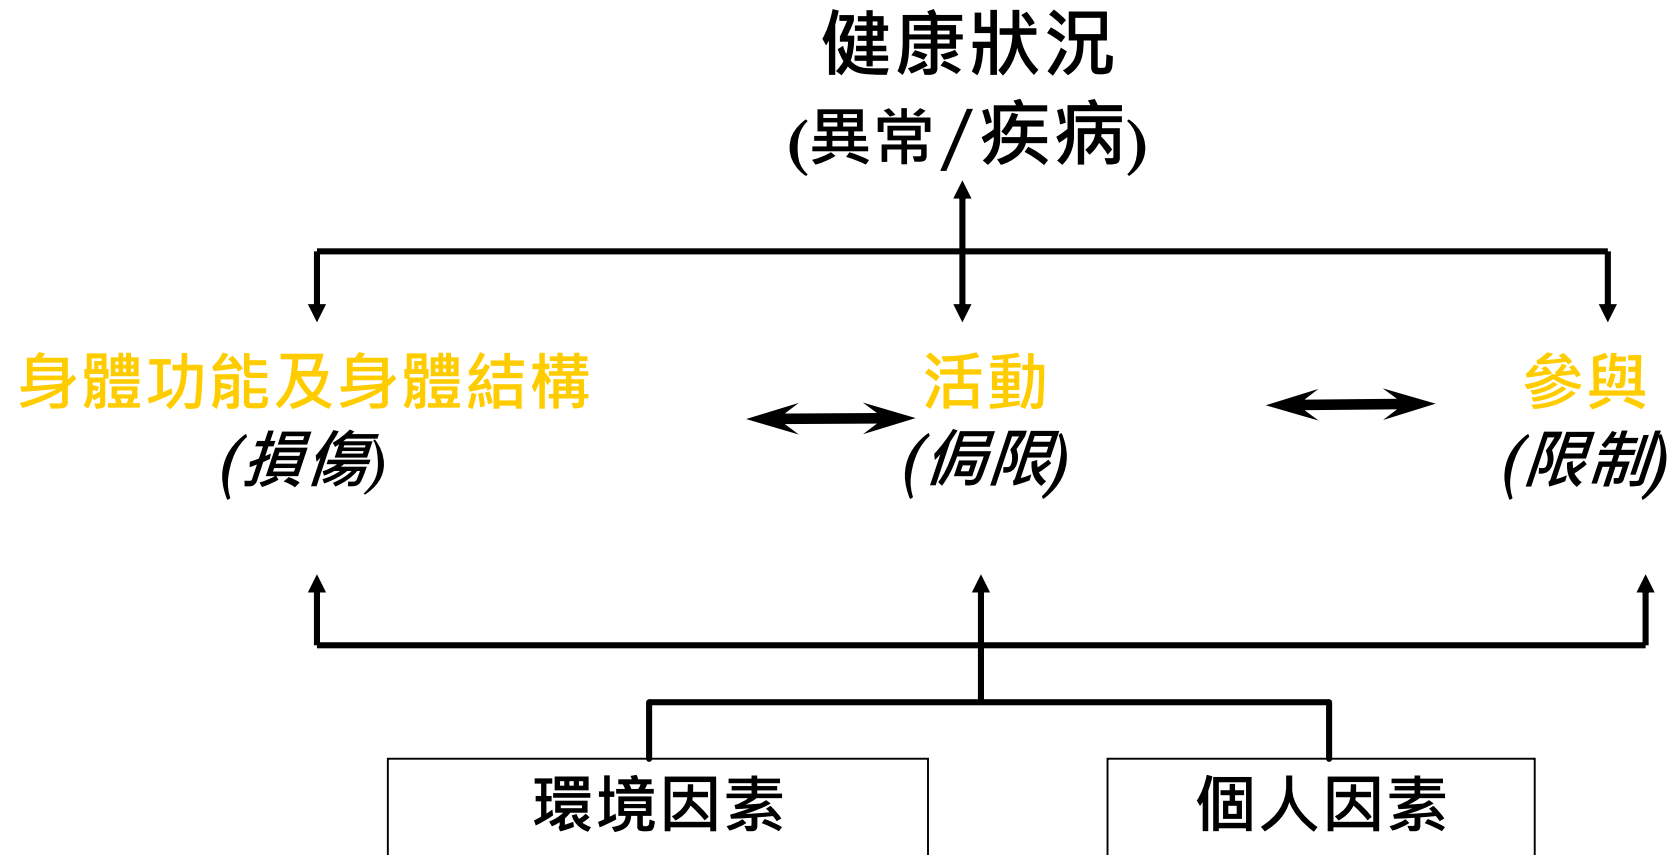 健康狀況
(異常/疾病)
身體功能及身體結構
活動
參與
(損傷)
(侷限)
(限制)
環境因素
個人因素